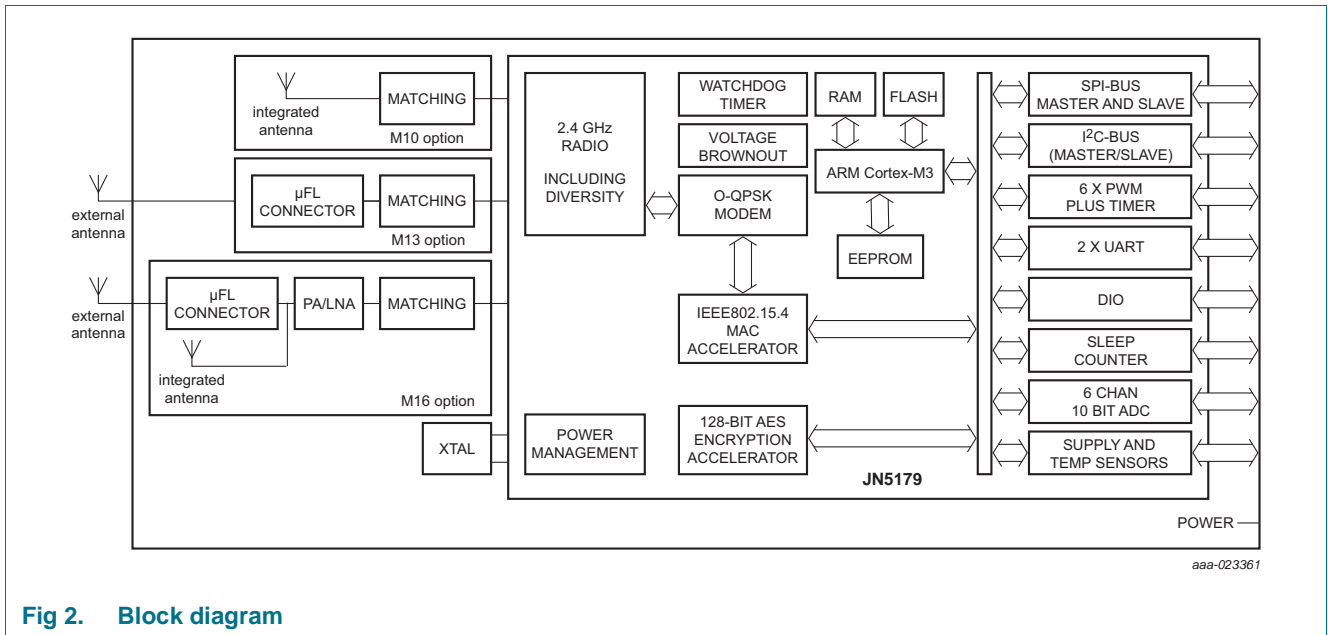 integrated
antenna
MATCHING
M10 option
external
antenna
µFL
CONNECTOR
MATCHING
M13 option
external
antenna
µFL
CONNECTOR
PA/LNA
MATCHING
integrated
antenna
M16 option
XTAL
2.4 GHz
RADIO
INCLUDING
DIVERSITY
POWER
MANAGEMENT
WATCHDOG
TIMER
VOLTAGE
BROWNOUT
O-QPSK
MODEM
IEEE802.15.4
MAC
ACCELERATOR
128-BIT AES
ENCRYPTION
ACCELERATOR
RAM
FLASH
ARM Cortex-M3
EEPROM
JN5179
SPI-BUS
MASTER AND SLAVE
I²C-BUS
(MASTER/SLAVE)
6 X PWM
PLUS TIMER
2 X UART
DIO
SLEEP
COUNTER
6 CHAN
10 BIT ADC
SUPPLY AND
TEMP SENSORS
POWER
aaa-023361
Fig 2. Block diagram